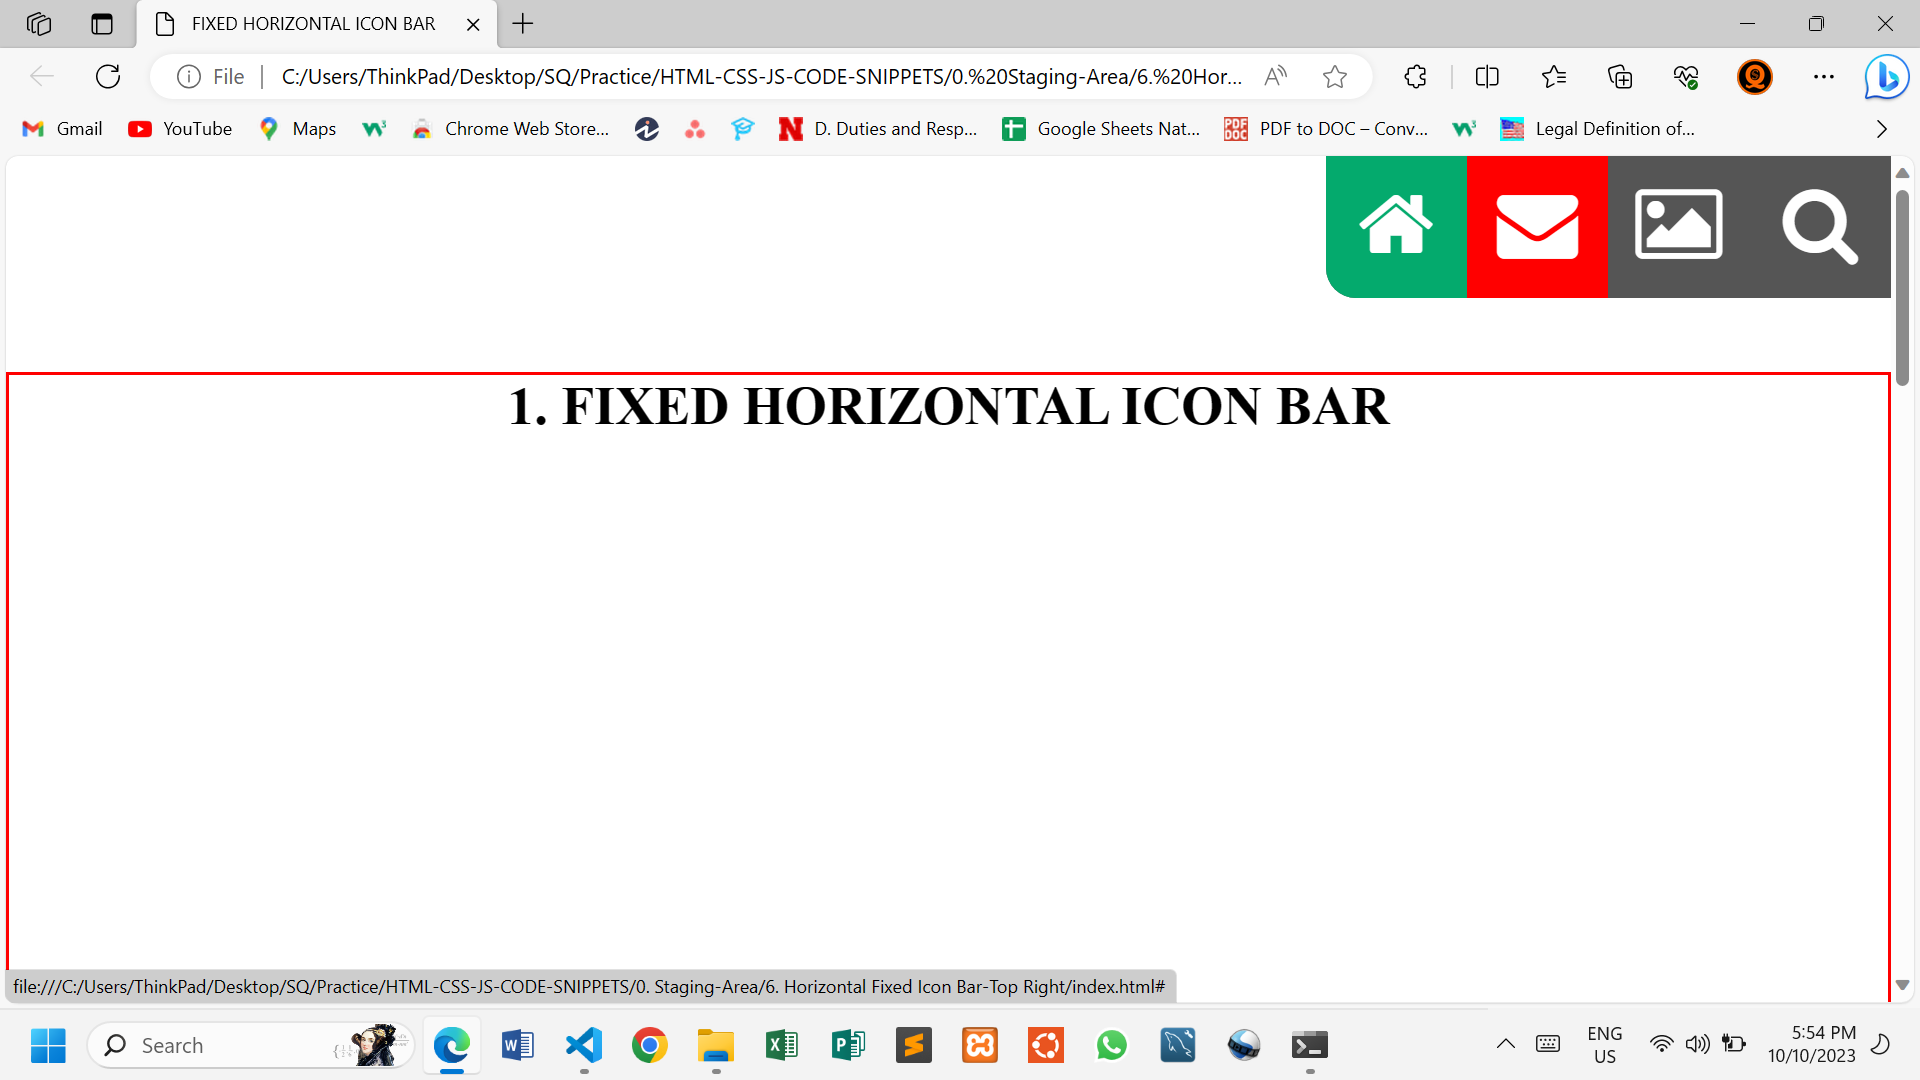 FIXED HORIZONTAL ICON BAR
File
C:/Users/ThinkPad/Desktop/SQ/Practice/HTML-CSS-JS-CODE-SNIPPETS/0.%20Staging-Area/6.%20Hor...
Gmail
YouTube
Maps
Chrome Web Store...
D. Duties and Resp...
Google Sheets Nat...
PDF DOC
PDF to DOC – Conv...
Legal Definition of...
1. FIXED HORIZONTAL ICON BAR
file:///C:/Users/ThinkPad/Desktop/SQ/Practice/HTML-CSS-JS-CODE-SNIPPETS/0. Staging-Area/6. Horizontal Fixed Icon Bar-Top Right/index.html#
Search
ENG
US
5:54 PM
10/10/2023